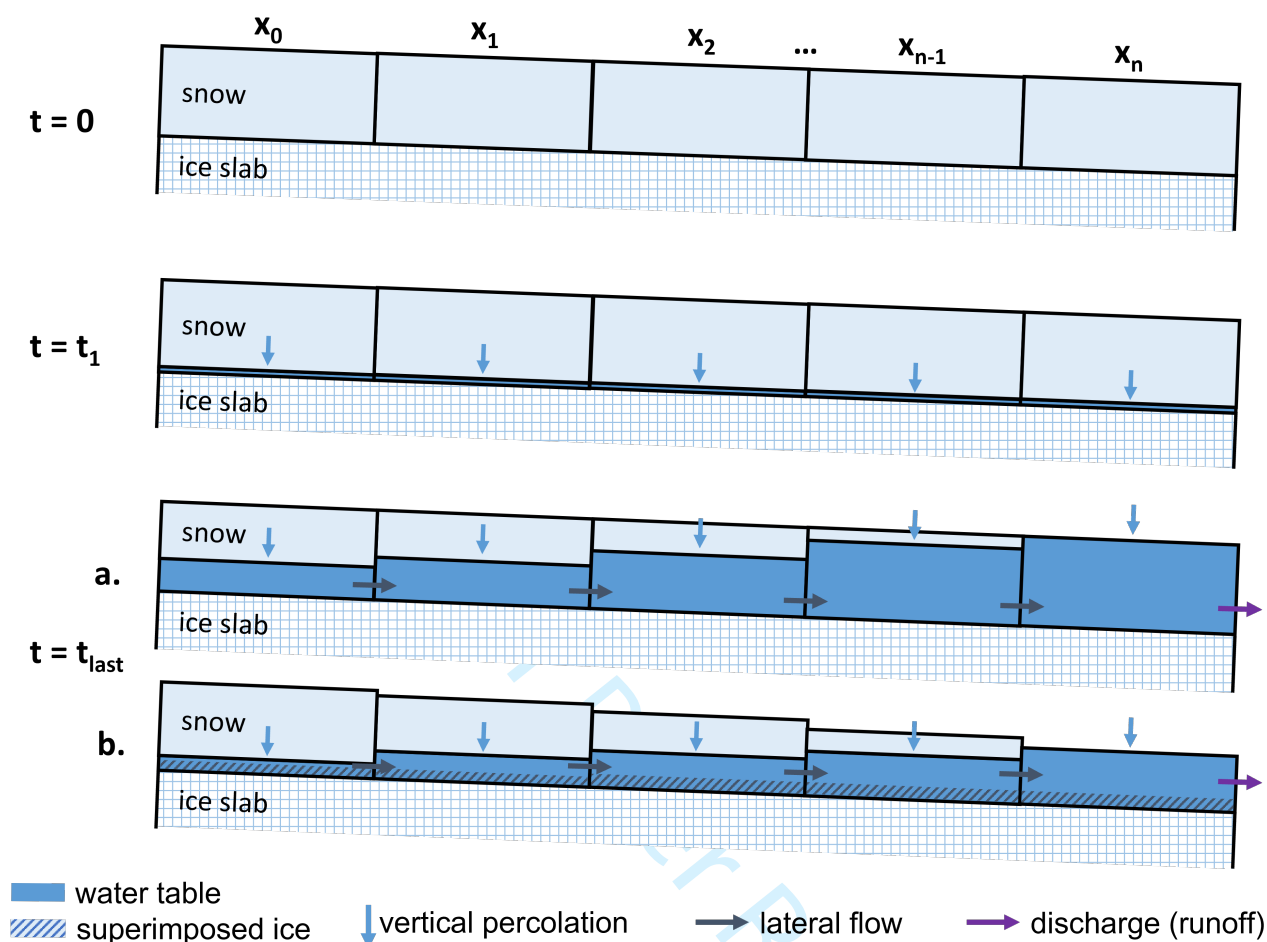 x0 x1 x2 ... xn-1 xn
snow
t = 0
ice slab
snow
t = t1
ice slab
snow
a.
ice slab
t = tlast
snow
b.
ice slab
water table
superimposed ice
vertical percolation
lateral flow
discharge (runoff)